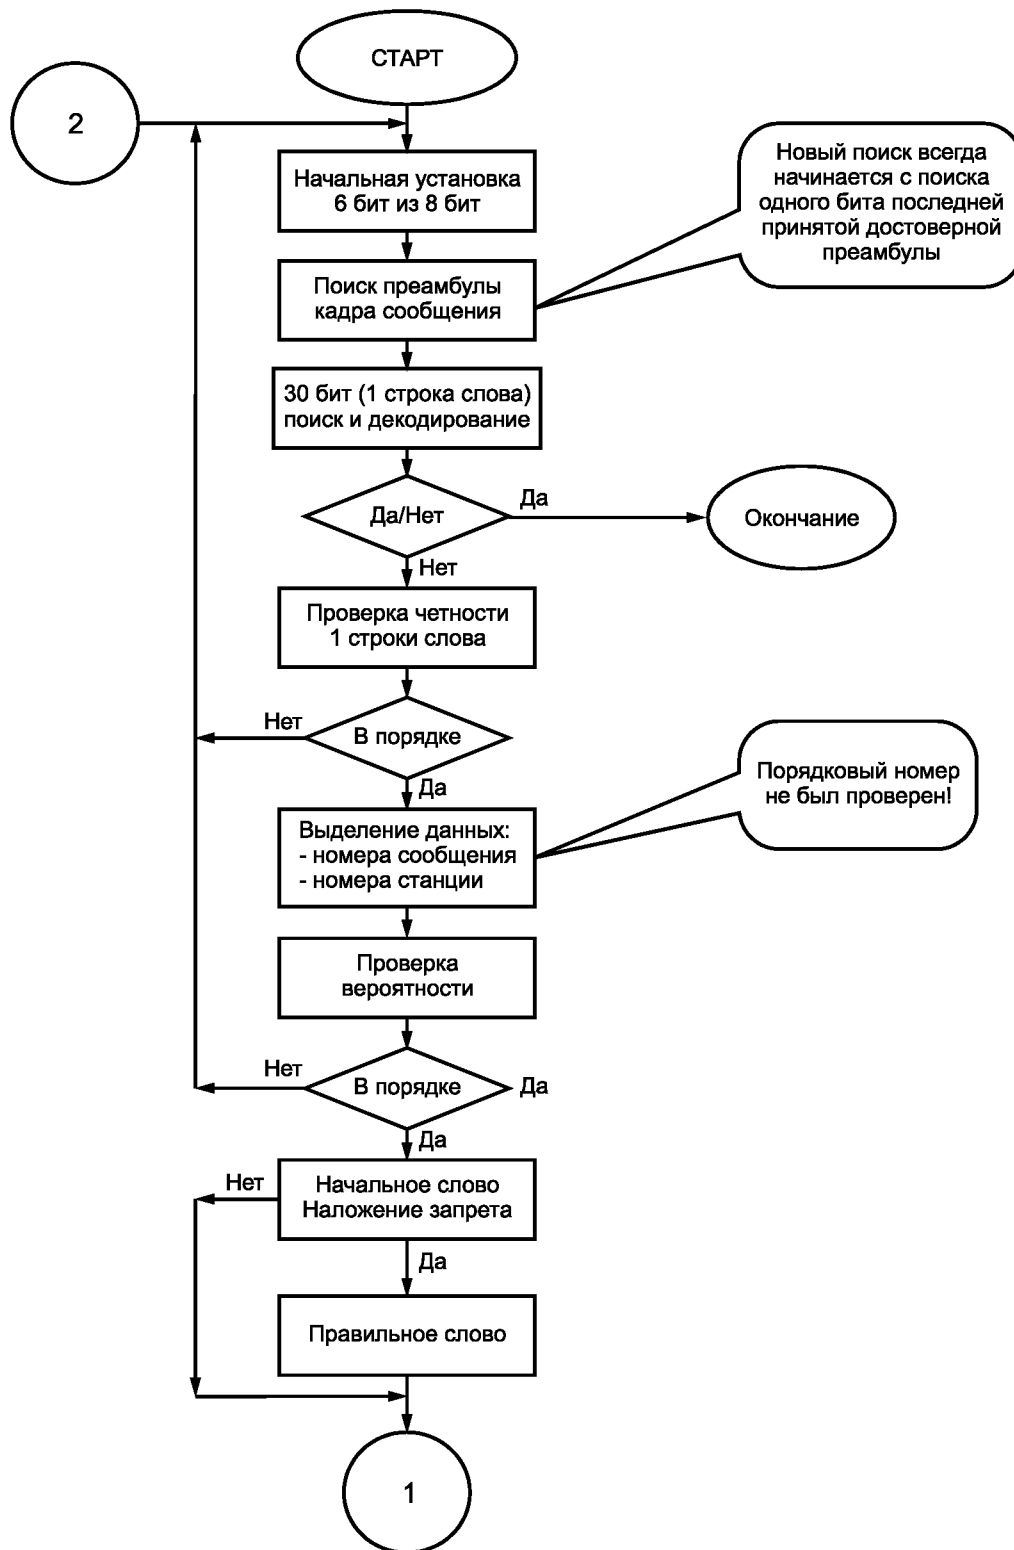 СТАРТ
2
Новый поиск всегда
начинается с поиска
одного бита последней
принятой достоверной
преамбулы
Начальная установка
6 бит из 8 бит
Поиск преамбулы
кадра сообщения
30 бит (1 строка слова)
поиск и декодирование
Да/Нет
Да
Окончание
Нет
Проверка четности
1 строки слова
Нет
В порядке
Да
Порядковый номер
не был проверен!
Выделение данных:
- номера сообщения
- номера станции
Проверка
вероятности
Нет
В порядке
Да
Да
Нет
Начальное слово
Наложение запрета
Да
Правильное слово
1